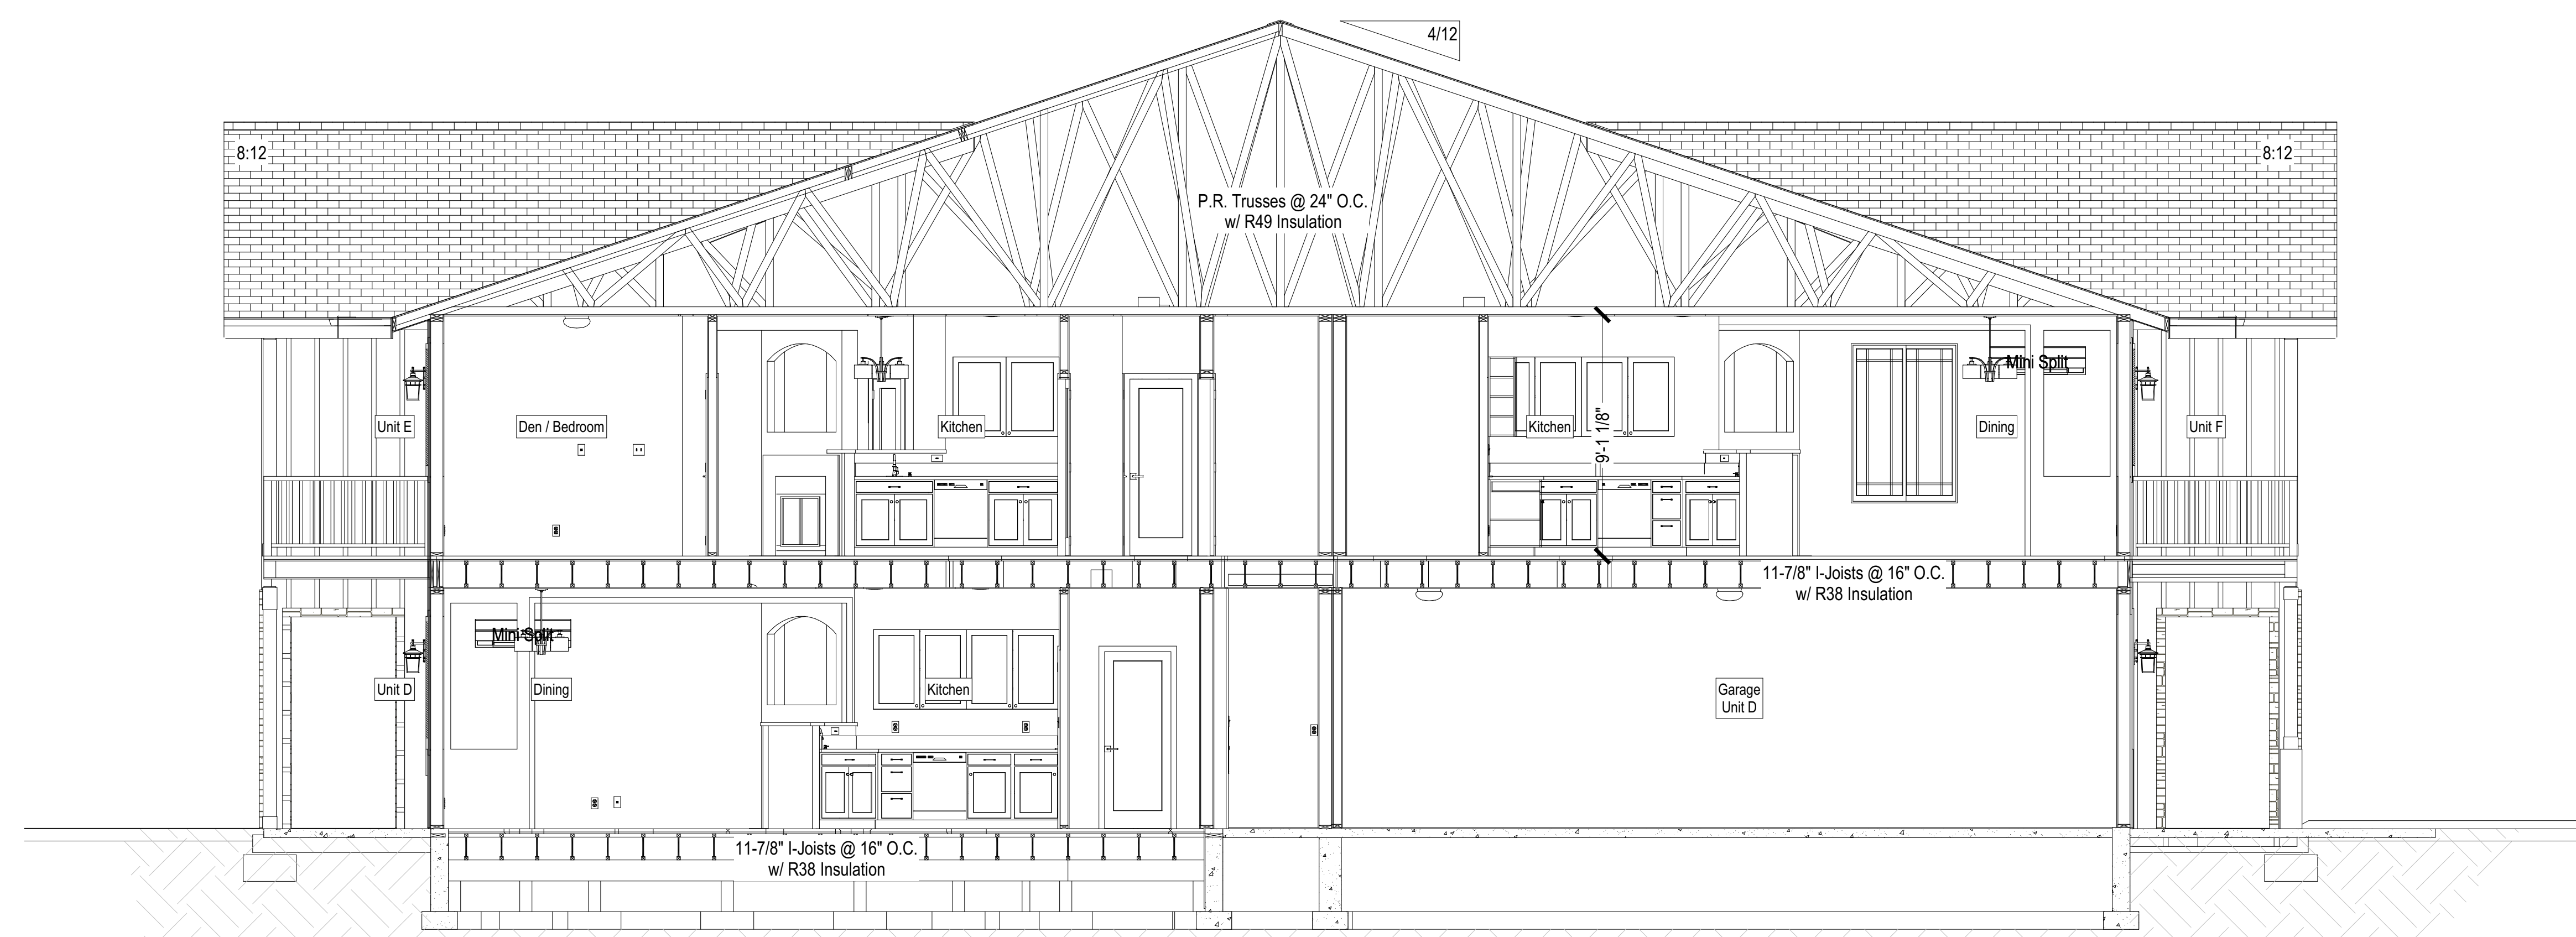 4/12
8:12
8:12
P.R. Trusses @ 24" O.C.
w/ R49 Insulation
Mini Split
Unit E
Den / Bedroom
Kitchen
Kitchen
9'-1 1/8"
Dining
Unit F
11-7/8" I-Joists @ 16" O.C.
w/ R38 Insulation
Mini Split
Unit D
Dining
Kitchen
Garage
Unit D
11-7/8" I-Joists @ 16" O.C.
w/ R38 Insulation